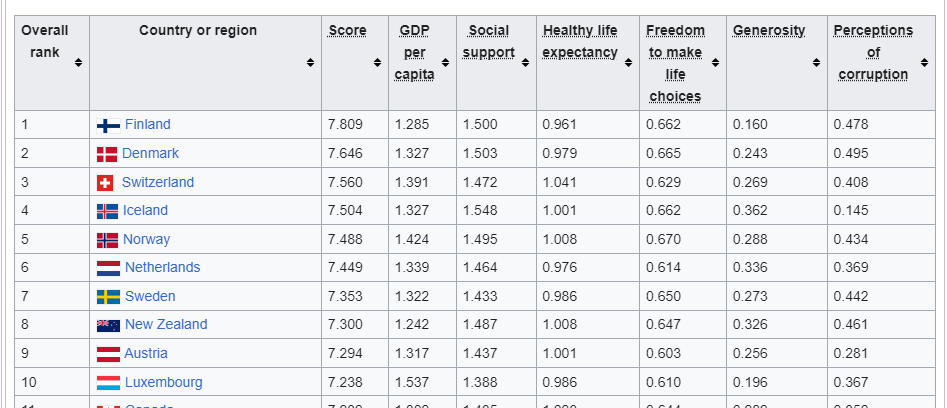 Overall rank Country or region Score GDP per capita Social support Healthy life expectancy Freedom to make life choices Generosity Perceptions of corruption
1 Finland 7.809 1.285 1.500 0.961 0.662 0.160 0.478
2 Denmark 7.646 1.327 1.503 0.979 0.665 0.243 0.495
3 Switzerland 7.560 1.391 1.472 1.041 0.629 0.269 0.408
4 Iceland 7.504 1.327 1.548 1.001 0.662 0.362 0.145
5 Norway 7.488 1.424 1.495 1.008 0.670 0.288 0.434
6 Netherlands 7.449 1.339 1.464 0.976 0.614 0.336 0.369
7 Sweden 7.353 1.322 1.433 0.986 0.650 0.273 0.442
8 New Zealand 7.300 1.242 1.487 1.008 0.647 0.326 0.461
9 Austria 7.294 1.317 1.437 1.001 0.603 0.256 0.281
10 Luxembourg 7.238 1.537 1.388 0.986 0.610 0.196 0.367